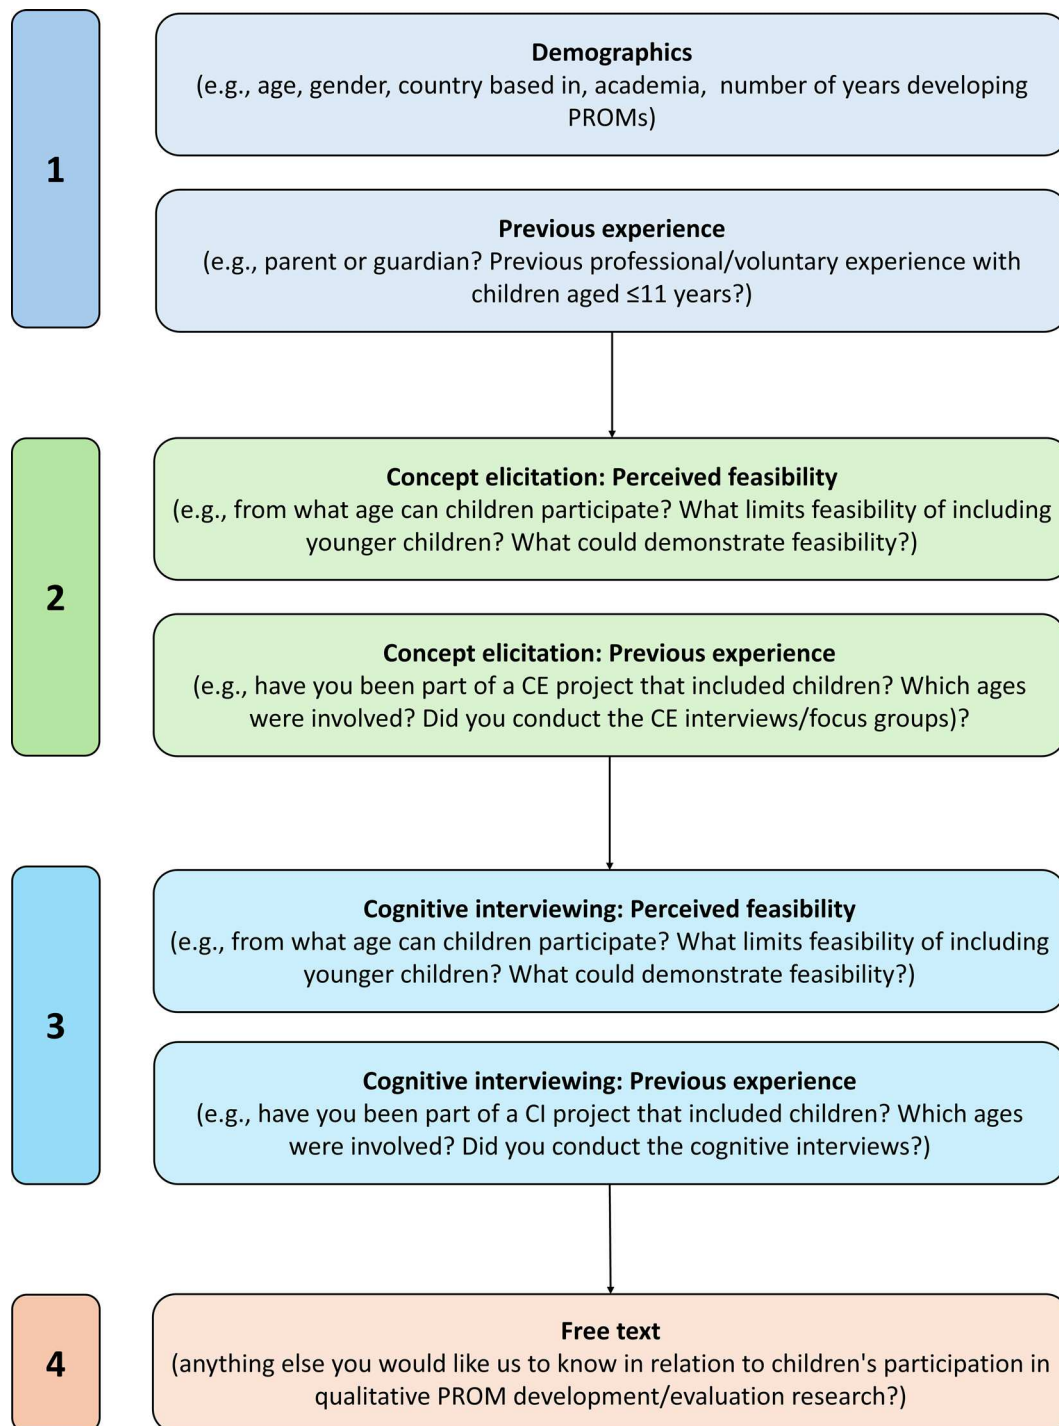 1
Demographics
(e.g., age, gender, country based in, academia,  number of years developing
PROMs)
Previous experience
(e.g., parent or guardian? Previous professional/voluntary experience with
children aged ≤11 years?)
2
Concept elicitation: Perceived feasibility
(e.g., from what age can children participate? What limits feasibility of including
younger children? What could demonstrate feasibility?)
Concept elicitation: Previous experience
(e.g., have you been part of a CE project that included children? Which ages
were involved? Did you conduct the CE interviews/focus groups)?
3
Cognitive interviewing: Perceived feasibility
(e.g., from what age can children participate? What limits feasibility of including
younger children? What could demonstrate feasibility?)
Cognitive interviewing: Previous experience
(e.g., have you been part of a CI project that included children? Which ages
were involved? Did you conduct the cognitive interviews?)
4
Free text
(anything else you would like us to know in relation to children's participation in
qualitative PROM development/evaluation research?)